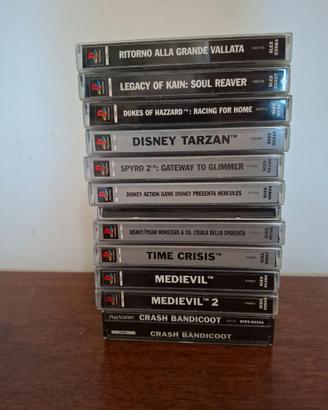 RITORNO ALLA GRANDE VALLATA
LEGACY OF KAIN: SOUL REAVER
DUKES OF HAZZARD™: RACING FOR HOME
DISNEY TARZAN™
SPYRO 2™: GATEWAY TO GLIMMER
DISNEY ACTION GAME DISNEY PRESENTA HERCULES
DISNEY/PIXAR MONSTERS & CO. L'ISOLA DELLO SPAVENTO
TIME CRISIS™
MEDIEVIL™
MEDIEVIL™ 2
PlayStation CRASH BANDICOOT SCES-00344
CRASH BANDICOOT